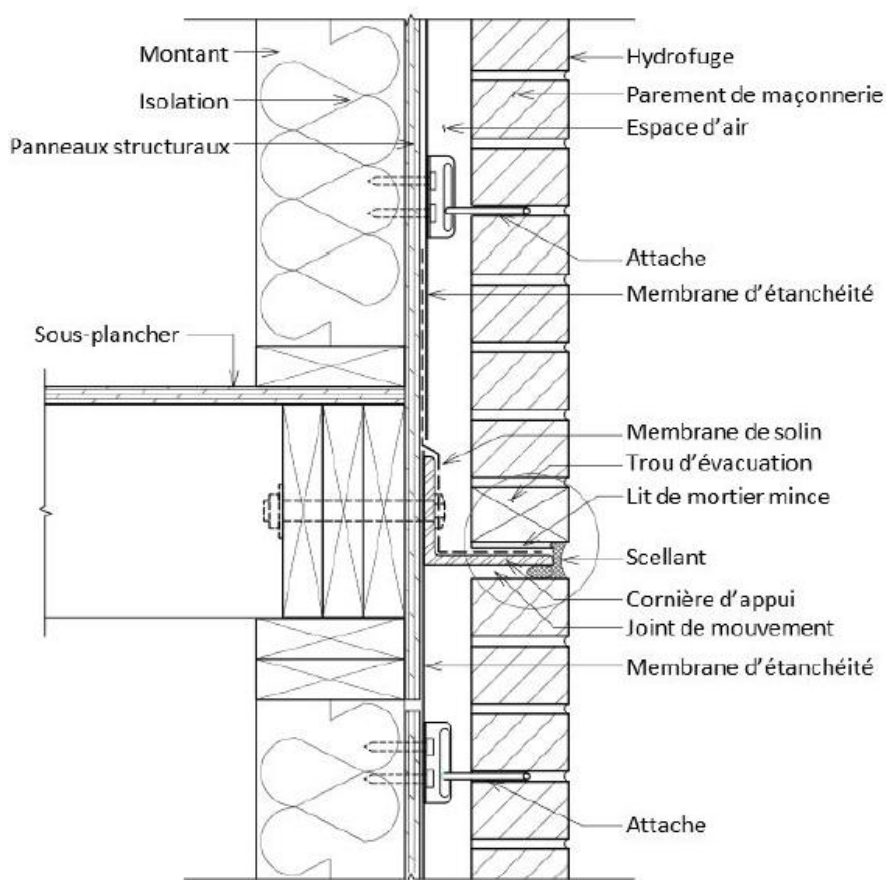 Montant
Isolation
Panneaux structuraux
Sous-plancher
Hydrofuge
Parement de maçonnerie
Espace d'air
Attache
Membrane d'étanchéité
Membrane de solin
Trou d'évacuation
Lit de mortier mince
Scellant
Cornière d'appui
Joint de mouvement
Membrane d'étanchéité
Attache